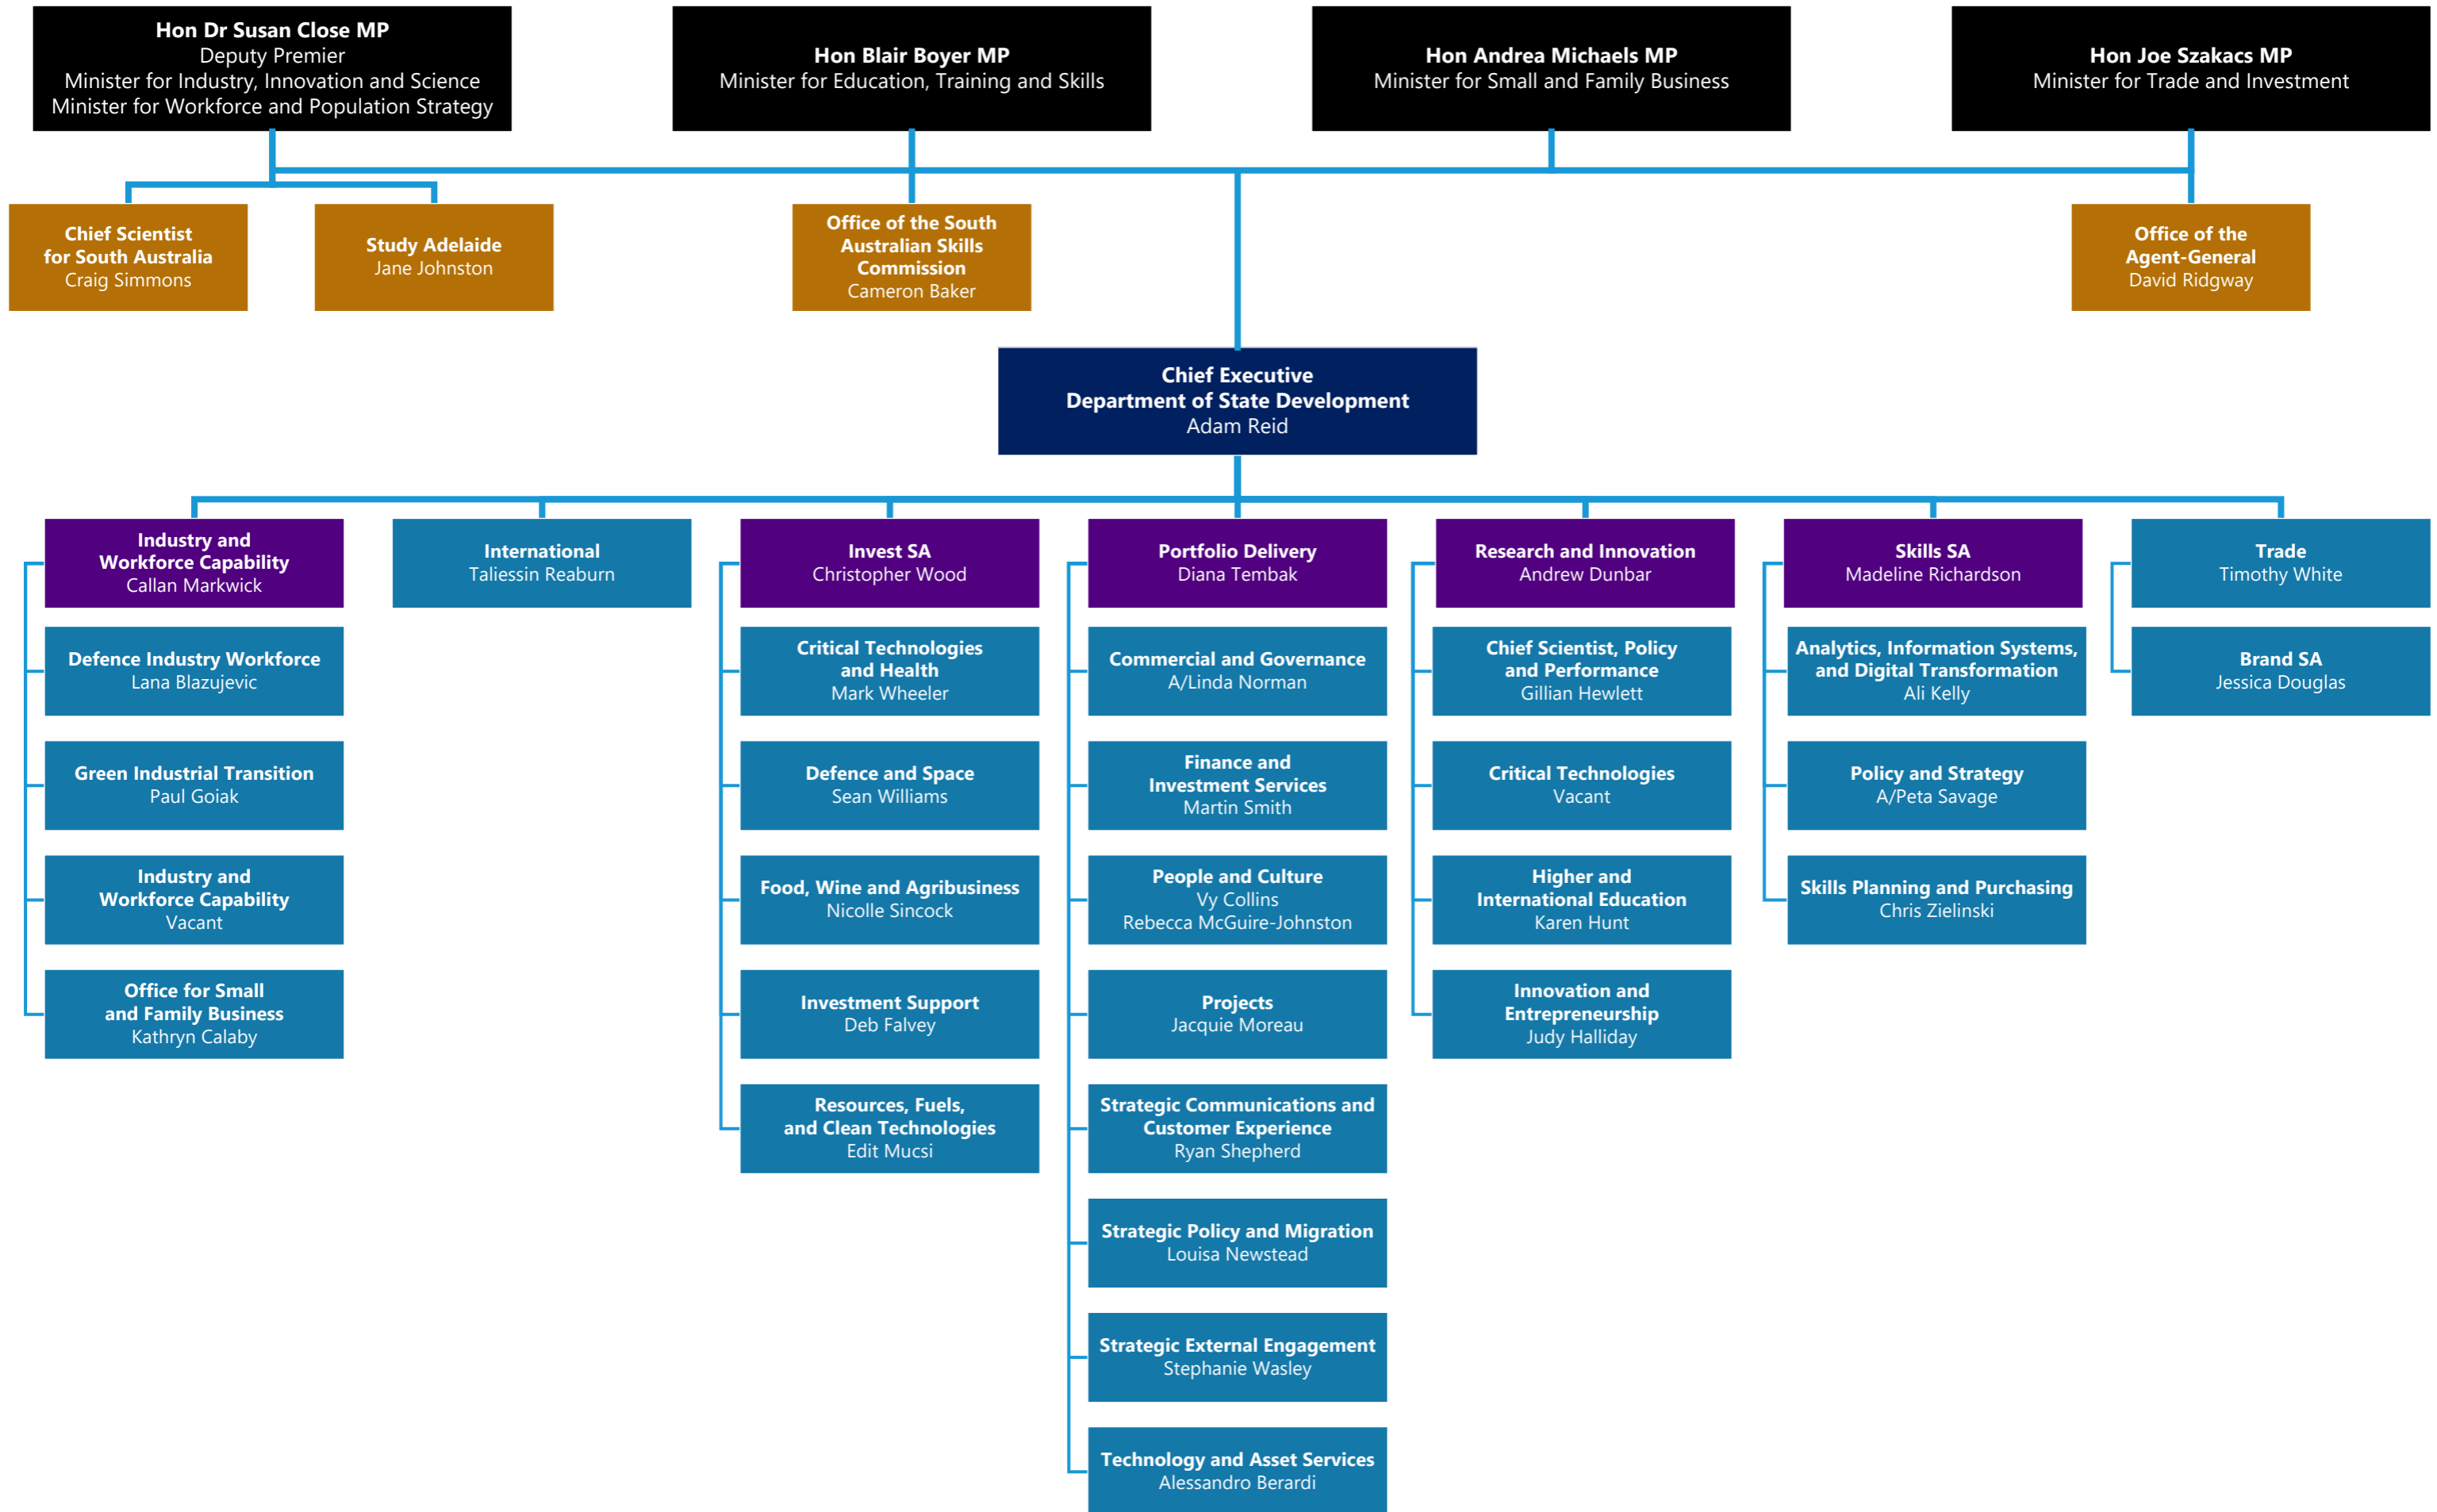 Hon Dr Susan Close MP
Deputy Premier
Minister for Industry, Innovation and Science
Minister for Workforce and Population Strategy
Hon Blair Boyer MP
Minister for Education, Training and Skills
Hon Andrea Michaels MP
Minister for Small and Family Business
Hon Joe Szakacs MP
Minister for Trade and Investment
Chief Scientist
for South Australia
Craig Simmons
Study Adelaide
Jane Johnston
Office of the South
Australian Skills
Commission
Cameron Baker
Office of the
Agent-General
David Ridgway
Chief Executive
Department of State Development
Adam Reid
Industry and
Workforce Capability
Callan Markwick
Defence Industry Workforce
Lana Blazujevic
Green Industrial Transition
Paul Goiak
Industry and
Workforce Capability
Vacant
Office for Small
and Family Business
Kathryn Calaby
International
Taliessin Reaburn
Invest SA
Christopher Wood
Critical Technologies
and Health
Mark Wheeler
Defence and Space
Sean Williams
Food, Wine and Agribusiness
Nicolle Sincock
Investment Support
Deb Falvey
Resources, Fuels,
and Clean Technologies
Edit Mucsi
Portfolio Delivery
Diana Tembak
Commercial and Governance
A/Linda Norman
Finance and
Investment Services
Martin Smith
People and Culture
Vy Collins
Rebecca McGuire-Johnston
Projects
Jacquie Moreau
Strategic Communications and
Customer Experience
Ryan Shepherd
Strategic Policy and Migration
Louisa Newstead
Strategic External Engagement
Stephanie Wasley
Technology and Asset Services
Alessandro Berardi
Research and Innovation
Andrew Dunbar
Chief Scientist, Policy
and Performance
Gillian Hewlett
Critical Technologies
Vacant
Higher and
International Education
Karen Hunt
Innovation and
Entrepreneurship
Judy Halliday
Skills SA
Madeline Richardson
Analytics, Information Systems,
and Digital Transformation
Ali Kelly
Policy and Strategy
A/Peta Savage
Skills Planning and Purchasing
Chris Zielinski
Trade
Timothy White
Brand SA
Jessica Douglas